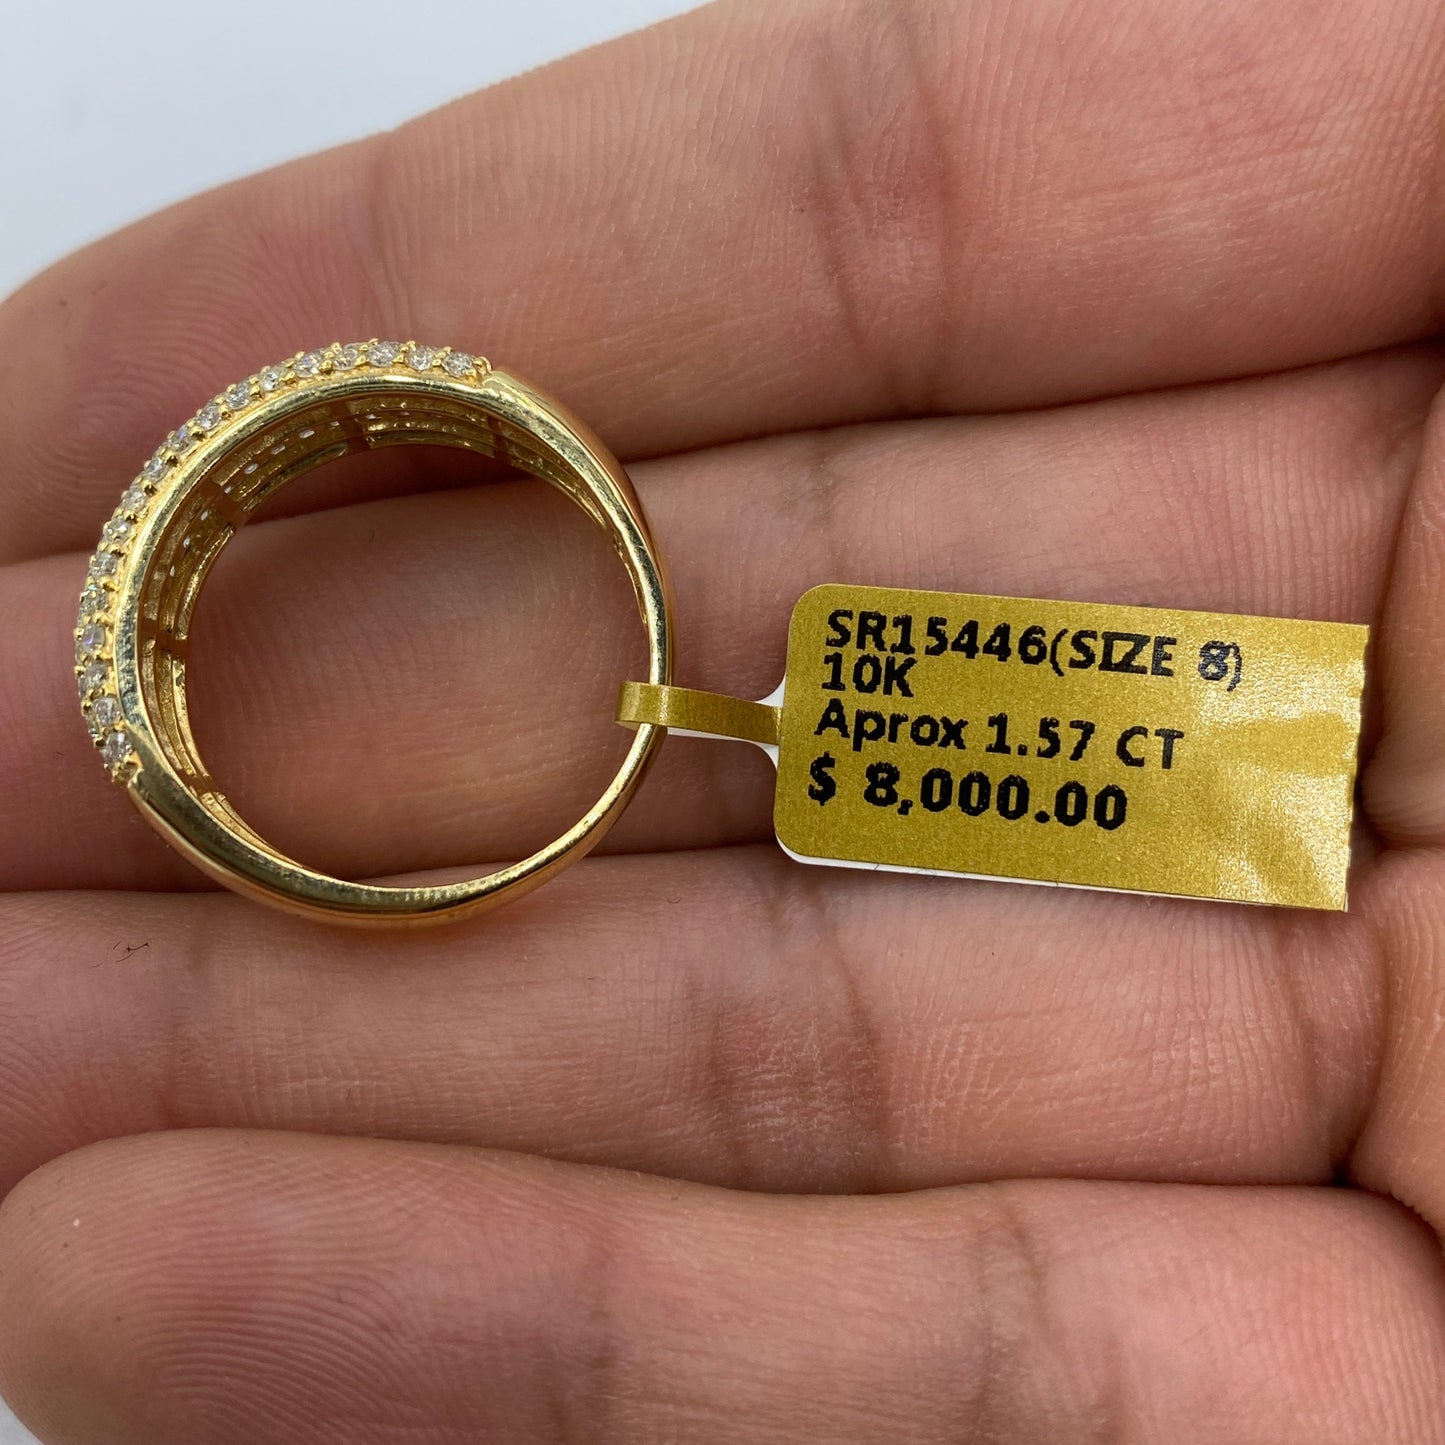 SR15446(SIZE 8)
10K
Aprox 1.57 CT
$ 8,000.00